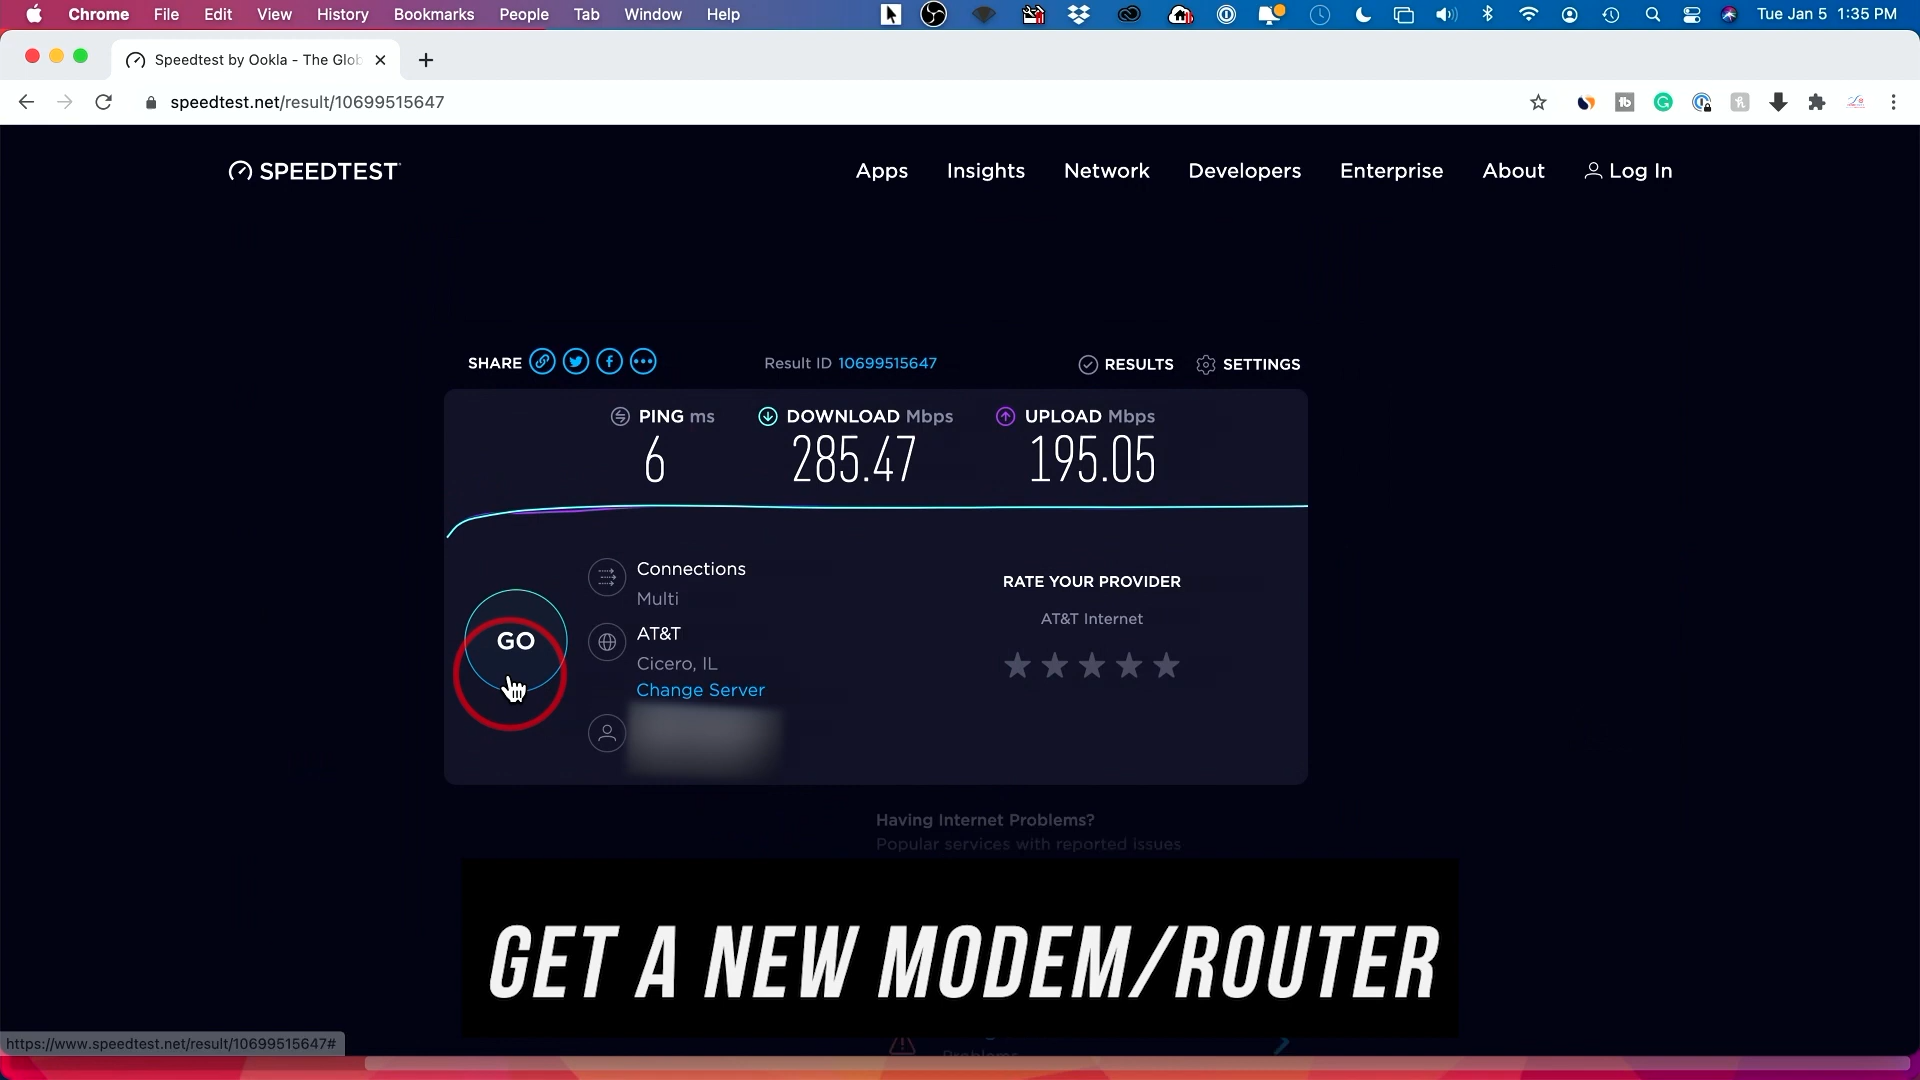 Chrome File Edit View History Bookmarks People Tab Window Help Tue Jan 5 1:35 PM
Speedtest by Ookla - The Glob
speedtest.net/result/10699515647
SPEEDTEST Apps Insights Network Developers Enterprise About Log In
SHARE Result ID 10699515647 RESULTS SETTINGS
PING ms DOWNLOAD Mbps UPLOAD Mbps
6 285.47 195.05
Connections
Multi
RATE YOUR PROVIDER
AT&T Internet
GO
AT&T
Cicero, IL
Change Server
Having Internet Problems?
Popular services with reported issues
GET A NEW MODEM/ROUTER
https://www.speedtest.net/result/10699515647#